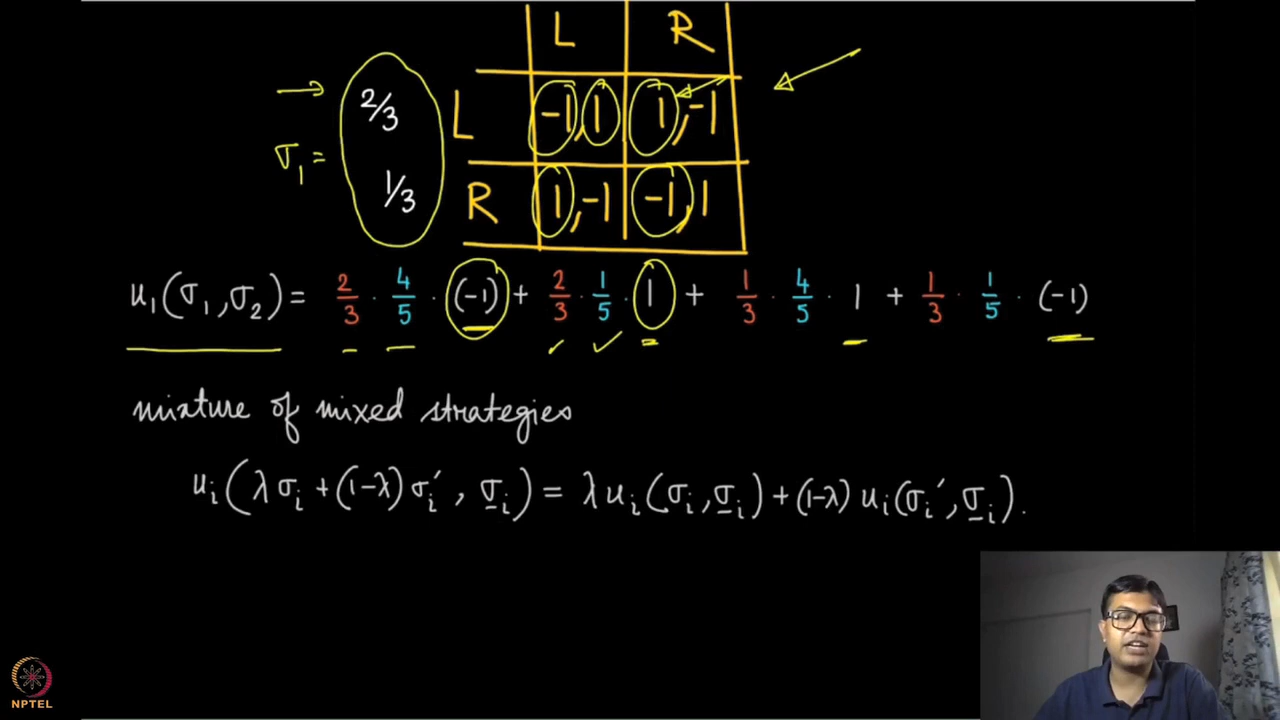 L R
2/3 L -1,1 1,-1
σ₁ =
1/3 R 1,-1 -1,1
u₁(σ₁,σ₂) = 2/3 · 4/5 · (-1) + 2/3 · 1/5 · 1 + 1/3 · 4/5 · 1 + 1/3 · 1/5 · (-1)
mixture of mixed strategies
uᵢ(λσᵢ+(1-λ)σᵢ′, σ̲ᵢ) = λuᵢ(σᵢ,σ̲ᵢ)+(1-λ)uᵢ(σᵢ′,σ̲ᵢ).
NPTEL